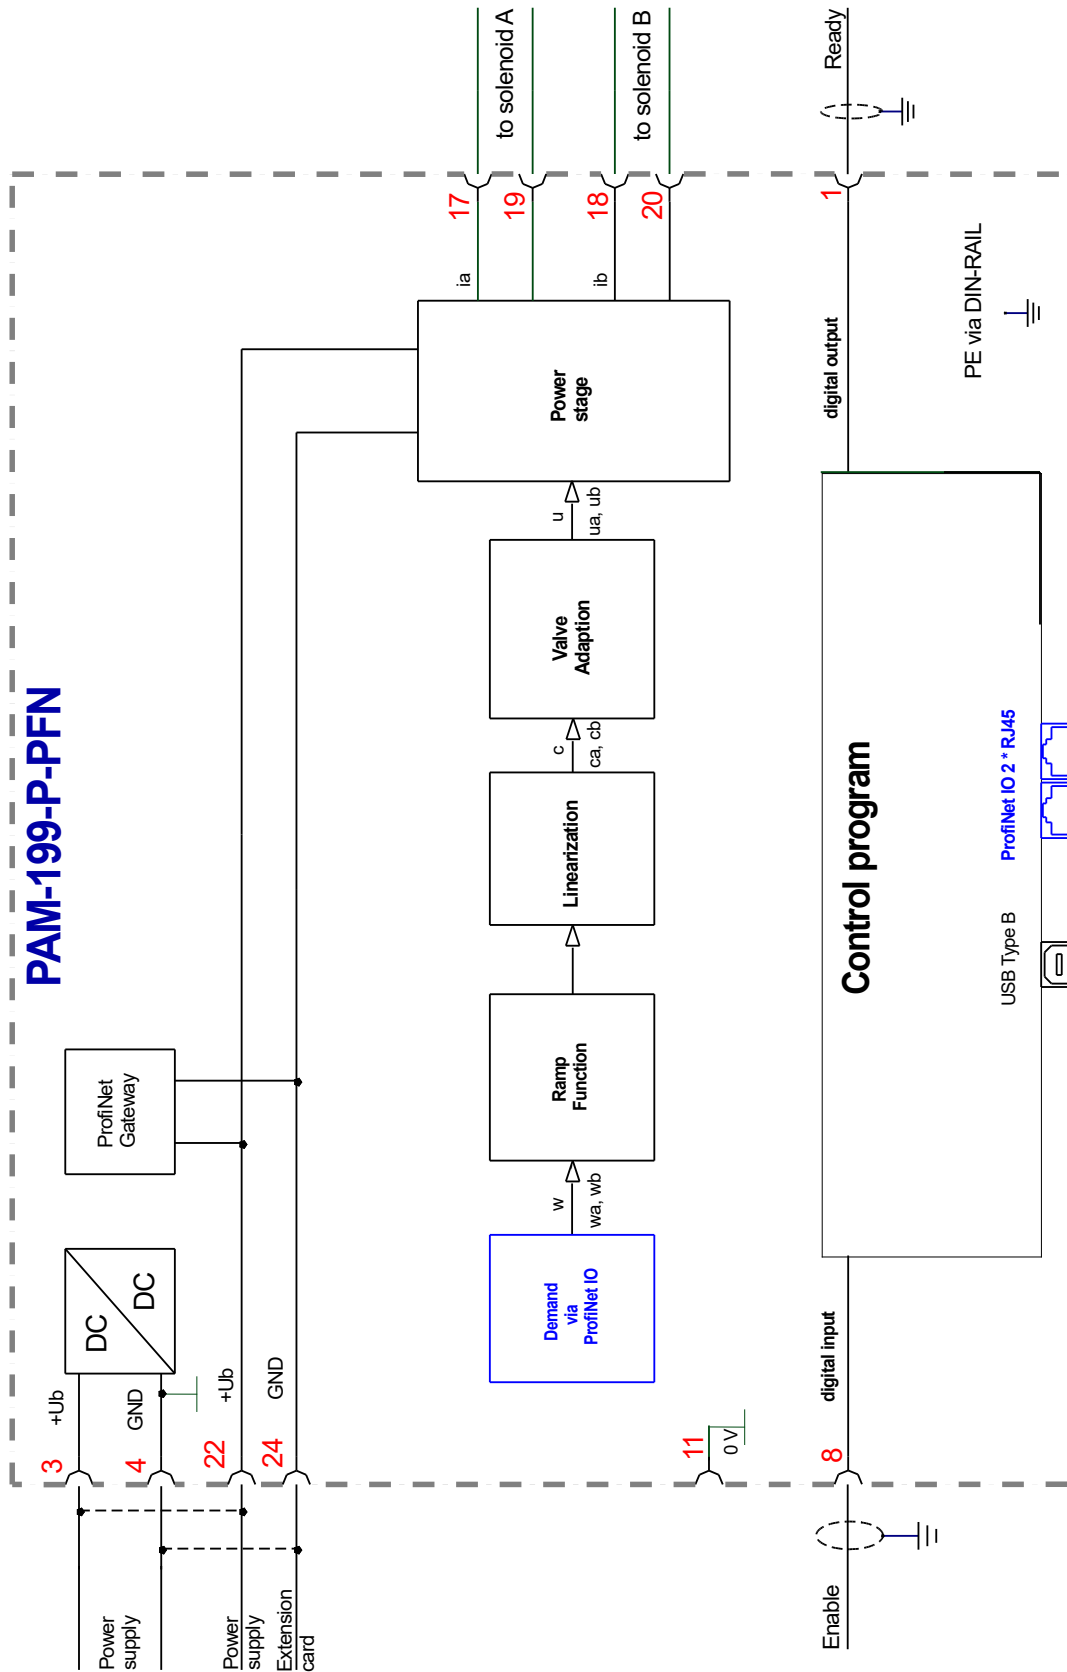 PAM-199-P-PFN
Power
supply
3
+Ub
4
GND
DC
DC
ProfiNet
Gateway
Power
supply
22
+Ub
Extension
card
24
GND
Demand
via
ProfiNet IO
w
wa, wb
Ramp
Function
Linearization
c
ca, cb
Valve
Adaption
u
ua, ub
Power
stage
ia
17
19
to solenoid A
ib
18
20
to solenoid B
11
0 V
Enable
8
digital input
Control program
USB Type B
ProfiNet IO 2 * RJ45
digital output
1
Ready
PE via DIN-RAIL